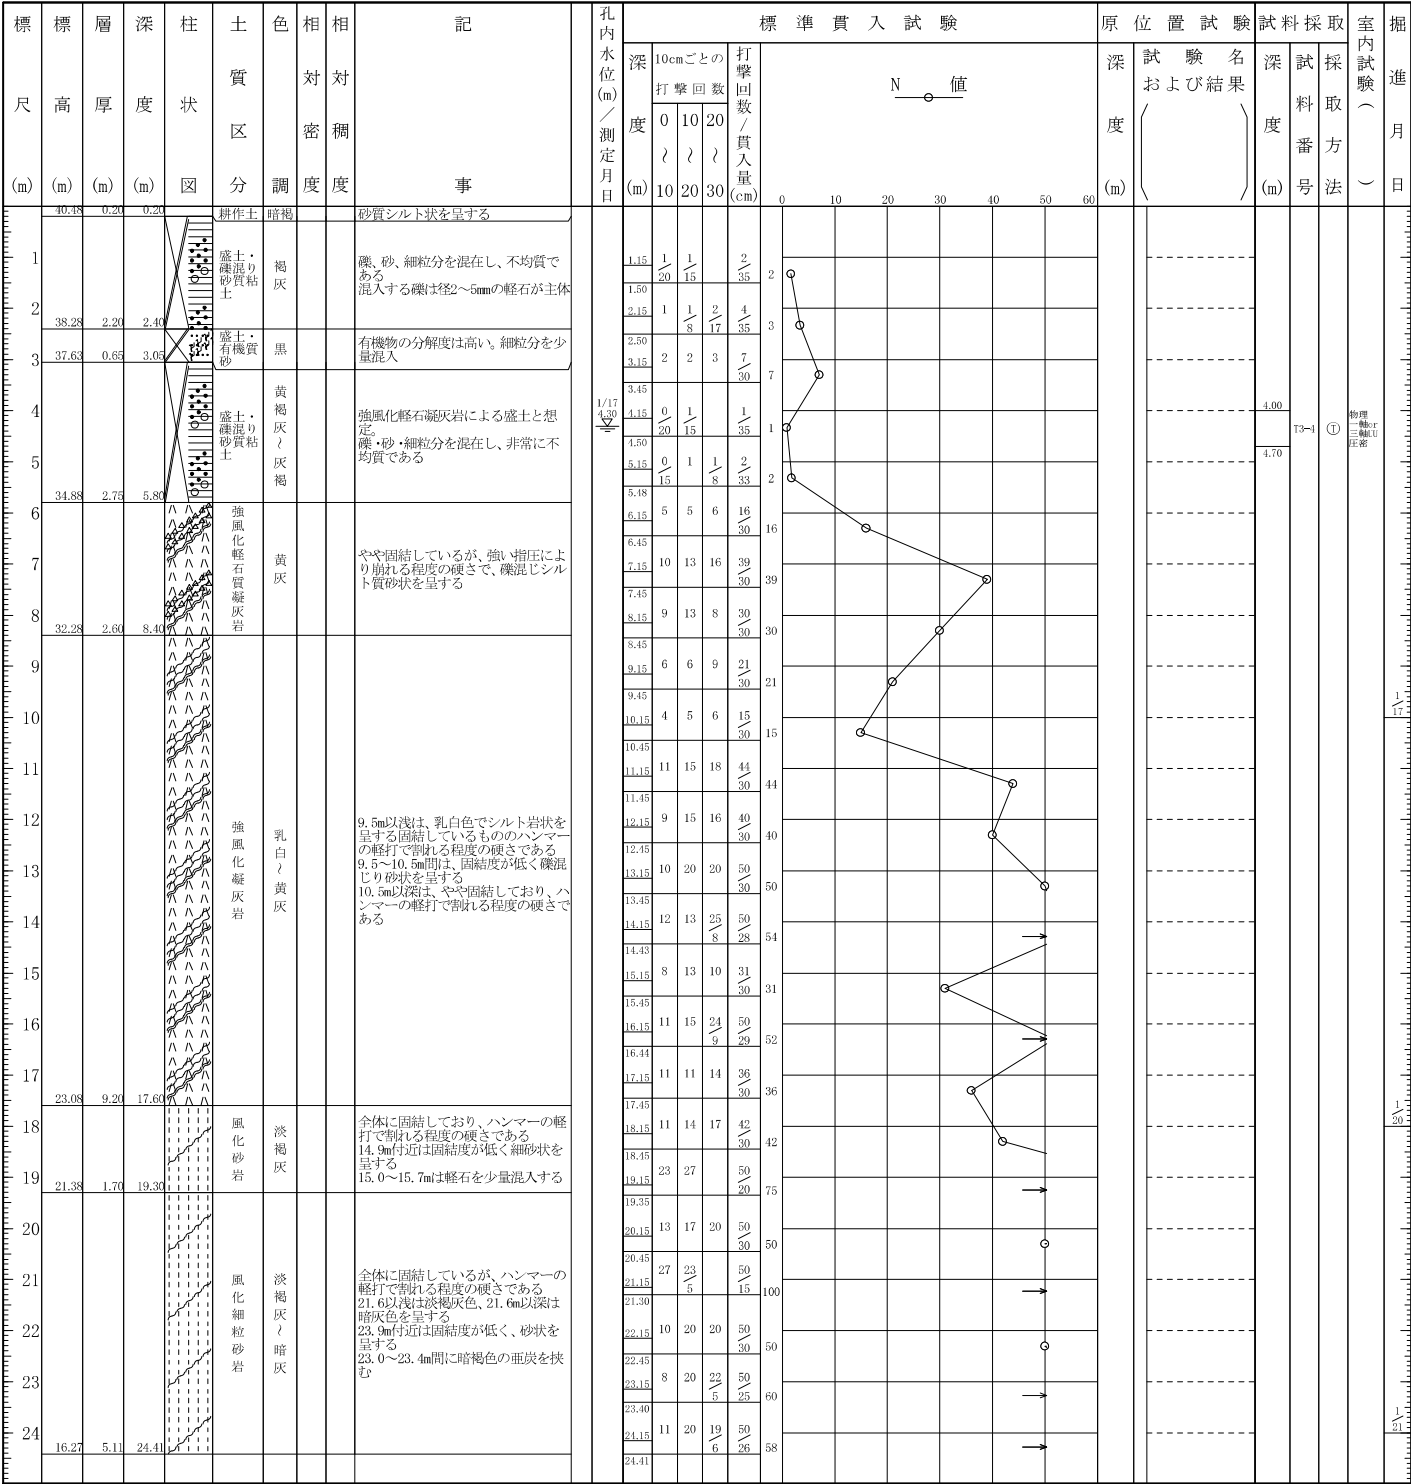 標尺(m) 標高(m) 層厚(m) 深度(m) 柱状図 土質区分 色調 相対密度 相対稠度 記事 孔内水位(m)／測定月日 標準貫入試験 原位置試験 試料採取 室内試験( ) 掘進月日
深度(m) 10cmごとの打撃回数 打撃回数/貫入量(cm) N 値 深度(m) 試験名および結果 深度(m) 試料番号 採取方法
0〜10 10〜20 20〜30
0 10 20 30 40 50 60
40.48 0.20 0.20 耕作土 暗褐 砂質シルト状を呈する
38.28 2.20 2.40 盛土・礫混り砂質粘土 褐灰
礫、砂、細粒分を混在し、不均質で
ある
混入する礫は径2〜5mmの軽石が主体
37.63 0.65 3.05 盛土・有機質砂 黒
有機物の分解度は高い。細粒分を少
量混入
34.88 2.75 5.80 盛土・礫混り砂質粘土 黄褐灰〜灰褐
強風化軽石凝灰岩による盛土と想
定。
礫・砂・細粒分を混在し、非常に不
均質である
32.28 2.60 8.40 強風化軽石質凝灰岩 黄灰
やや固結しているが、強い指圧によ
り崩れる程度の硬さで、礫混じシル
ト質砂状を呈する
23.08 9.20 17.60 強風化凝灰岩 乳白〜黄灰
9.5m以浅は、乳白色でシルト岩状を
呈する固結しているもののハンマー
の軽打で割れる程度の硬さである
9.5〜10.5m間は、固結度が低く礫混
じり砂状を呈する
10.5m以深は、やや固結しており、ハ
ンマーの軽打で割れる程度の硬さで
ある
21.38 1.70 19.30 風化砂岩 淡褐灰
全体に固結しており、ハンマーの軽
打で割れる程度の硬さである
14.9m付近は固結度が低く細砂状を
呈する
15.0〜15.7mは軽石を少量混入する
16.27 5.11 24.41 風化細粒砂岩 淡褐灰〜暗灰
全体に固結しているが、ハンマーの
軽打で割れる程度の硬さである
21.6以浅は淡褐灰色、21.6m以深は
暗灰色を呈する
23.9m付近は固結度が低く、砂状を
呈する
23.0〜23.4m間に暗褐色の亜炭を挟
む
1
2
3
4
5
6
7
8
9
10
11
12
13
14
15
16
17
18
19
20
21
22
23
24
1/17
4.30
1.15 1/20 1/15 2/35 2
1.50
2.15 1 1/8 2/17 4/35 3
2.50
3.15 2 2 3 7/30 7
3.45
4.15 0/20 1/15 1/35 1
4.50
5.15 0/15 1 1/8 2/33 2
5.48
6.15 5 5 6 16/30 16
6.45
7.15 10 13 16 39/30 39
7.45
8.15 9 13 8 30/30 30
8.45
9.15 6 6 9 21/30 21
9.45
10.15 4 5 6 15/30 15
10.45
11.15 11 15 18 44/30 44
11.45
12.15 9 15 16 40/30 40
12.45
13.15 10 20 20 50/30 50
13.45
14.15 12 13 25/8 50/28 54
14.43
15.15 8 13 10 31/30 31
15.45
16.15 11 15 24/9 50/29 52
16.44
17.15 11 11 14 36/30 36
17.45
18.15 11 14 17 42/30 42
18.45
19.15 23 27 50/20 75
19.35
20.15 13 17 20 50/30 50
20.45
21.15 27 23/5 50/15 100
21.30
22.15 10 20 20 50/30 50
22.45
23.15 8 20 22/5 50/25 60
23.40
24.15 11 20 19/6 50/26 58
24.41
4.00
T3-4 Ⓣ
4.70
物理
一軸or
三軸UU
圧密
1/17
1/20
1/21